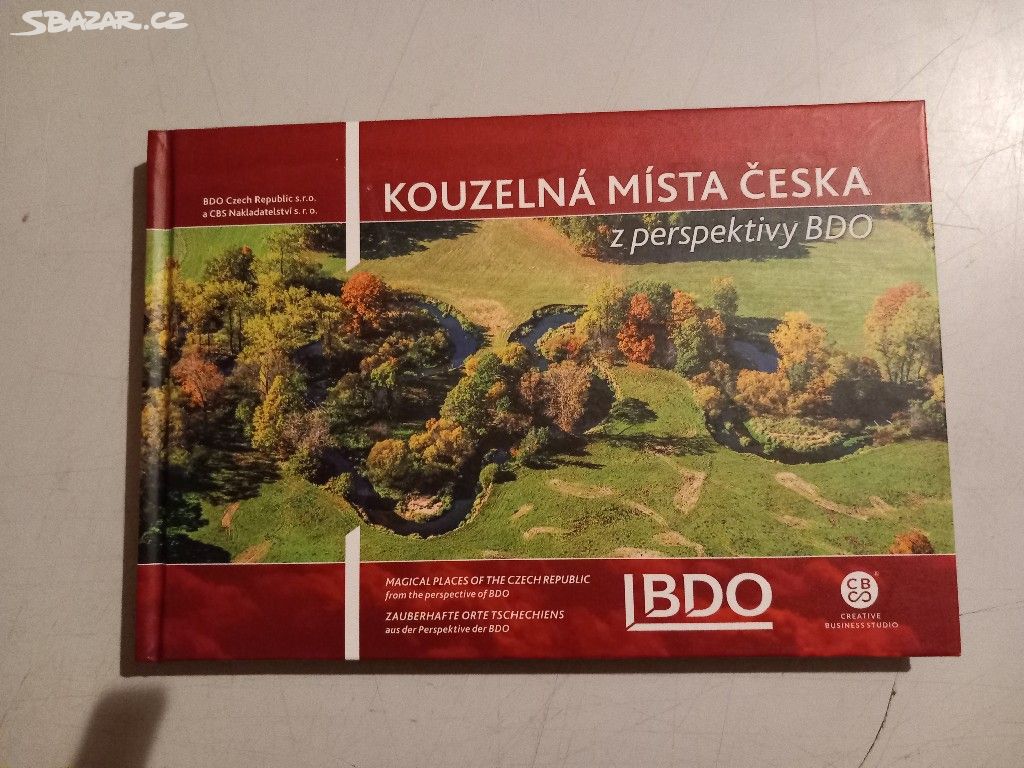 SBAZAR.CZ
BDO Czech Republic s.r.o.
a CBS Nakladatelství s. r. o.
KOUZELNÁ MÍSTA ČESKA
z perspektivy BDO
MAGICAL PLACES OF THE CZECH REPUBLIC
from the perspective of BDO
ZAUBERHAFTE ORTE TSCHECHIENS
aus der Perspektive der BDO
BDO
CB
CREATIVE
BUSINESS STUDIO